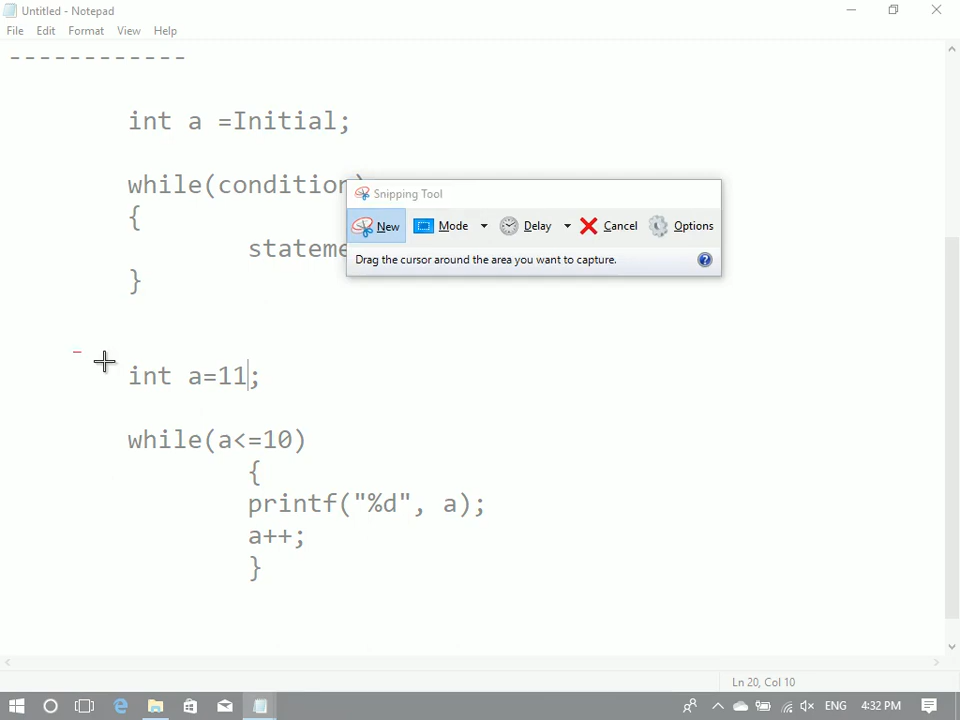 Untitled - Notepad
File Edit Format View Help
------------
int a =Initial;
while(condition)
{
stateme
}
Snipping Tool
New Mode Delay Cancel Options
Drag the cursor around the area you want to capture.
int a=11;
while(a<=10)
{
printf("%d", a);
a++;
}
Ln 20, Col 10
ENG 4:32 PM